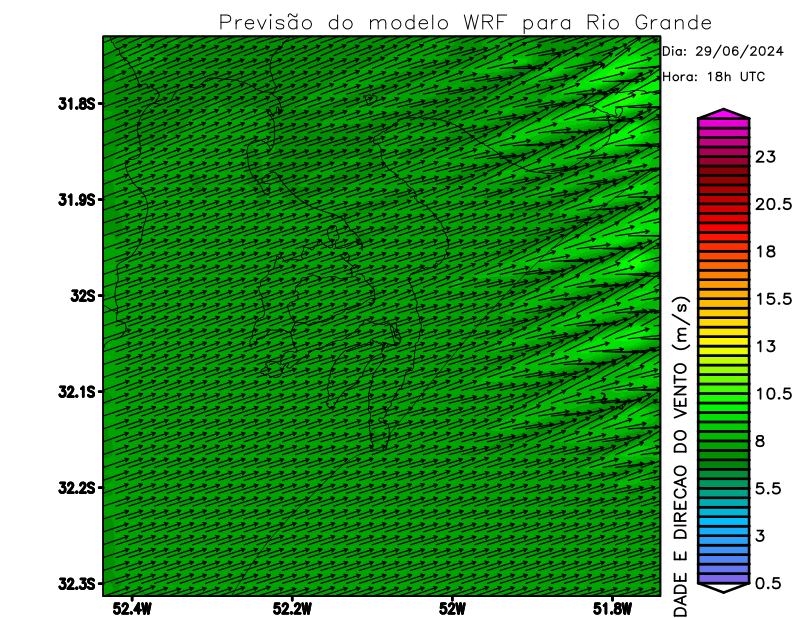 Previsão do modelo WRF para Rio Grande
Dia: 29/06/2024
Hora: 18h UTC
31.8S
31.9S
32S
32.1S
32.2S
32.3S
52.4W
52.2W
52W
51.8W
DADE E DIRECAO DO VENTO (m/s)
23
20.5
18
15.5
13
10.5
8
5.5
3
0.5